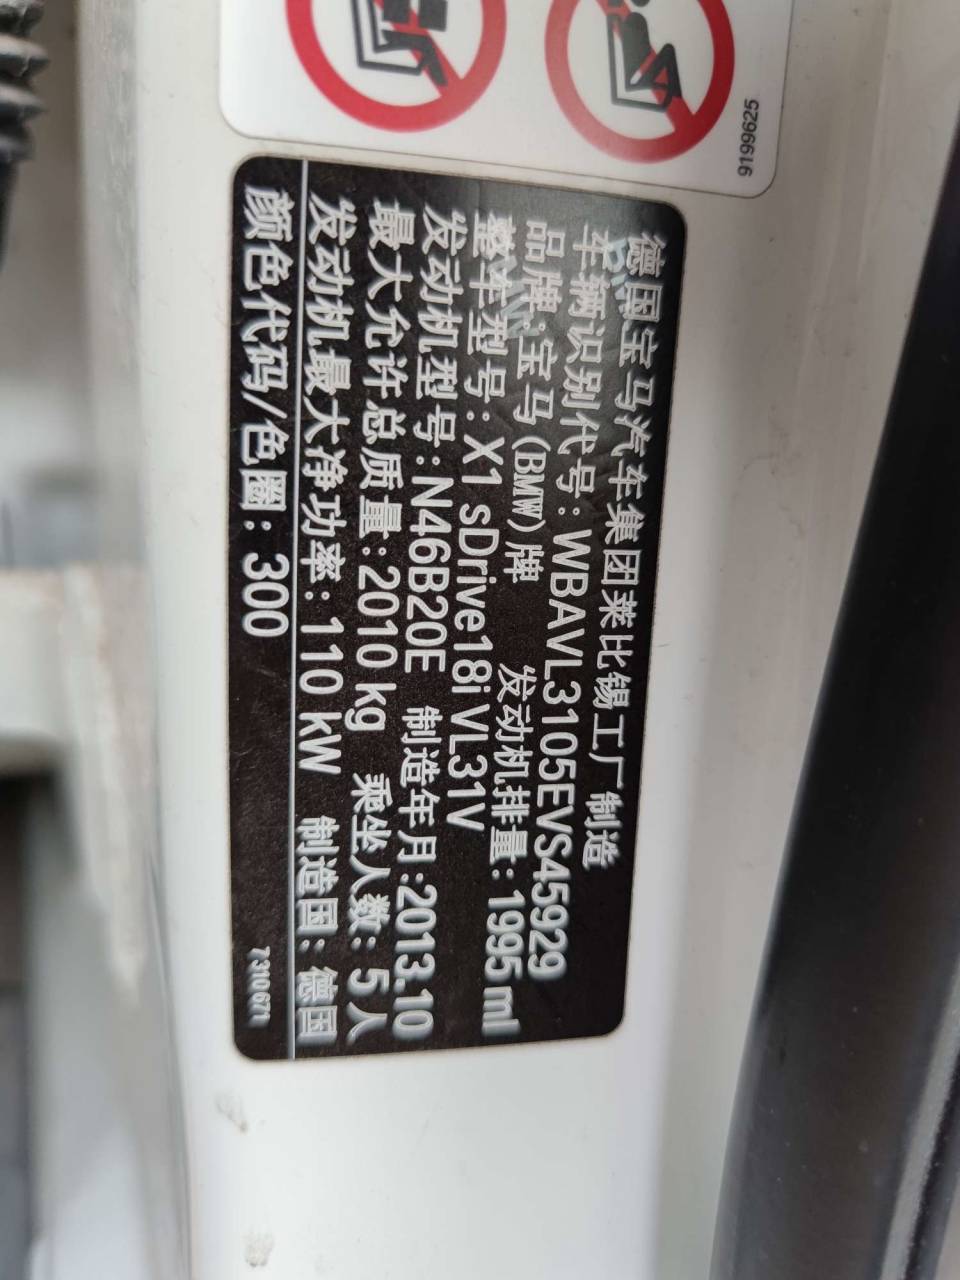 9199625
德国宝马汽车集团莱比锡工厂制造
车辆识别代号：WBAVL3105EVS45929
品牌：宝马(BMW)牌 发动机排量：1995 ml
整车型号：X1 sDrive18i VL31V
发动机型号：N46B20E 制造年月：2013.10
最大允许总质量：2010 kg 乘坐人数：5人
发动机最大净功率：110 kW 制造国：德国
颜色代码/色圈：300
7310671